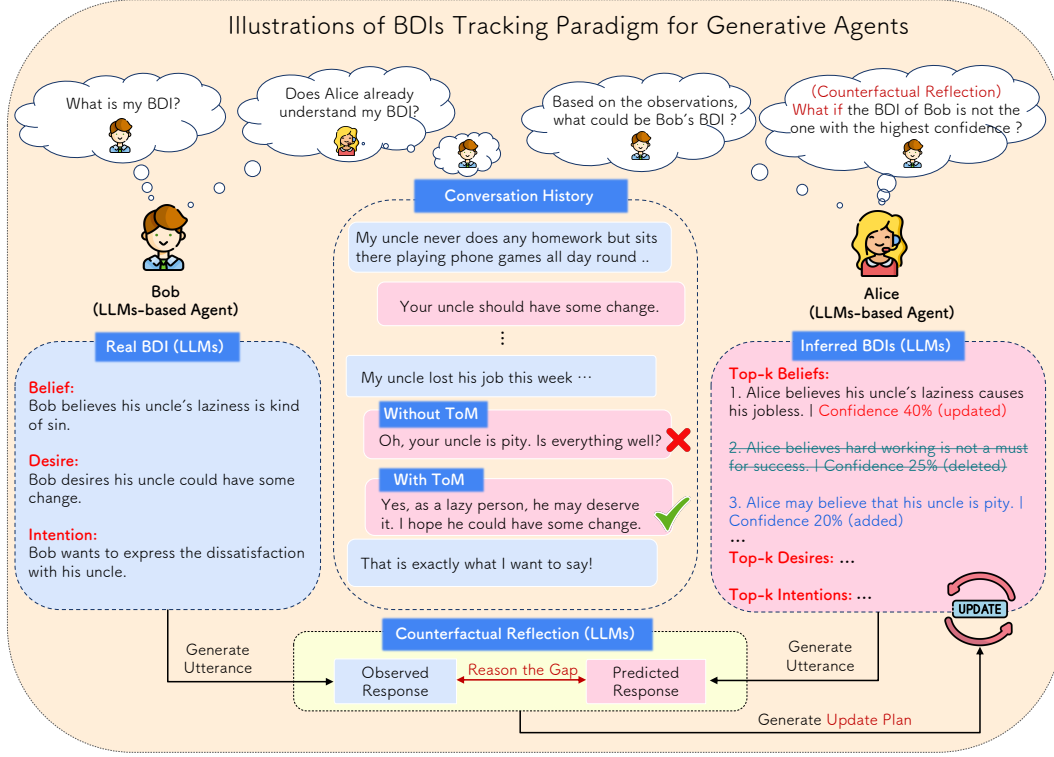 Illustrations of BDIs Tracking Paradigm for Generative Agents
What is my BDI?
Does Alice already
understand my BDI?
Based on the observations,
what could be Bob's BDI ?
(Counterfactual Reflection)
What if the BDI of Bob is not the
one with the highest confidence ?
Bob
(LLMs-based Agent)
Real BDI (LLMs)
Belief:
Bob believes his uncle's laziness is kind
of sin.
Desire:
Bob desires his uncle could have some
change.
Intention:
Bob wants to express the dissatisfaction
with his uncle.
Conversation History
My uncle never does any homework but sits
there playing phone games all day round ..
Your uncle should have some change.
⋮
My uncle lost his job this week ···
Without ToM
Oh, your uncle is pity. Is everything well?
With ToM
Yes, as a lazy person, he may deserve
it. I hope he could have some change.
That is exactly what I want to say!
Alice
(LLMs-based Agent)
Inferred BDIs (LLMs)
Top-k Beliefs:
1. Alice believes his uncle's laziness causes
his jobless. | Confidence 40% (updated)
2. Alice believes hard working is not a must
for success. | Confidence 25% (deleted)
3. Alice may believe that his uncle is pity. |
Confidence 20% (added)
...
Top-k Desires: ...
Top-k Intentions: ...
UPDATE
Generate
Utterance
Counterfactual Reflection (LLMs)
Observed
Response
Reason the Gap
Predicted
Response
Generate
Utterance
Generate Update Plan